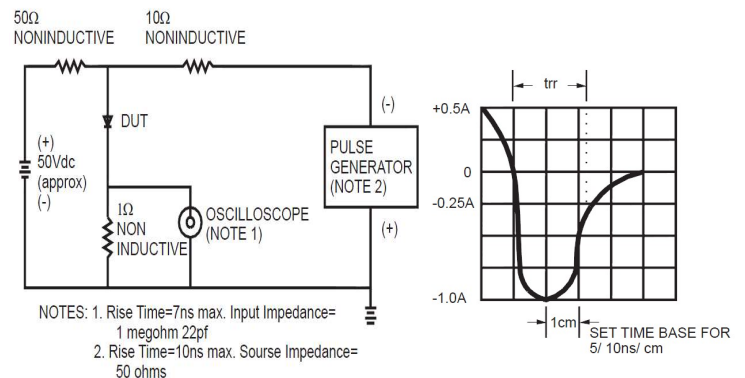 50Ω
NONINDUCTIVE
10Ω
NONINDUCTIVE
DUT
(+)
50Vdc
(approx)
(-)
1Ω
NON
INDUCTIVE
OSCILLOSCOPE
(NOTE 1)
(-)
PULSE
GENERATOR
(NOTE 2)
(+)
NOTES: 1. Rise Time=7ns max. Input Impedance=
1 megohm 22pf
2. Rise Time=10ns max. Sourse Impedance=
50 ohms
trr
+0.5A
0
-0.25A
-1.0A
1cm
SET TIME BASE FOR
5/ 10ns/ cm